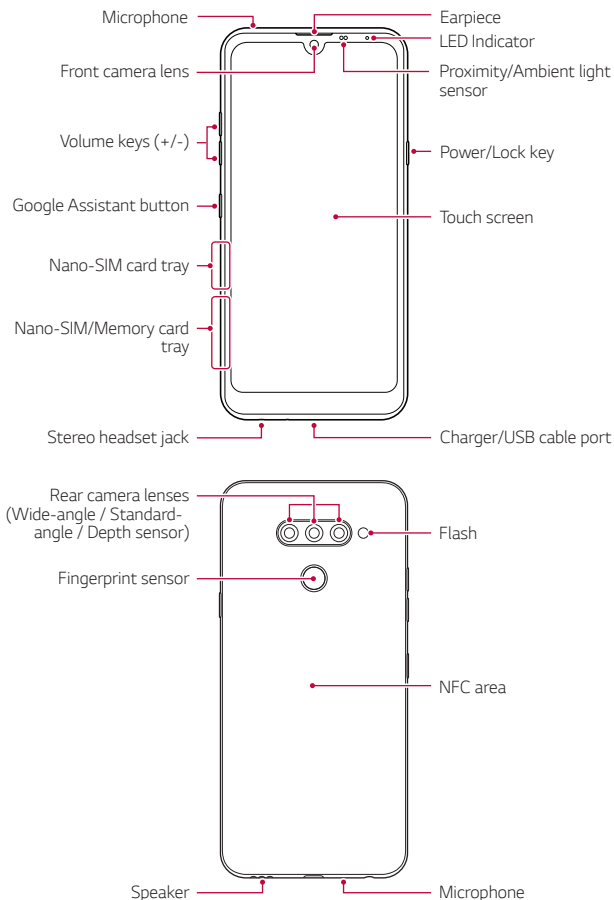 Microphone
Earpiece
LED Indicator
Front camera lens
Proximity/Ambient light
sensor
Volume keys (+/-)
Power/Lock key
Google Assistant button
Touch screen
Nano-SIM card tray
Nano-SIM/Memory card
tray
Stereo headset jack
Charger/USB cable port
Rear camera lenses
(Wide-angle / Standard-
angle / Depth sensor)
Flash
Fingerprint sensor
NFC area
Speaker
Microphone